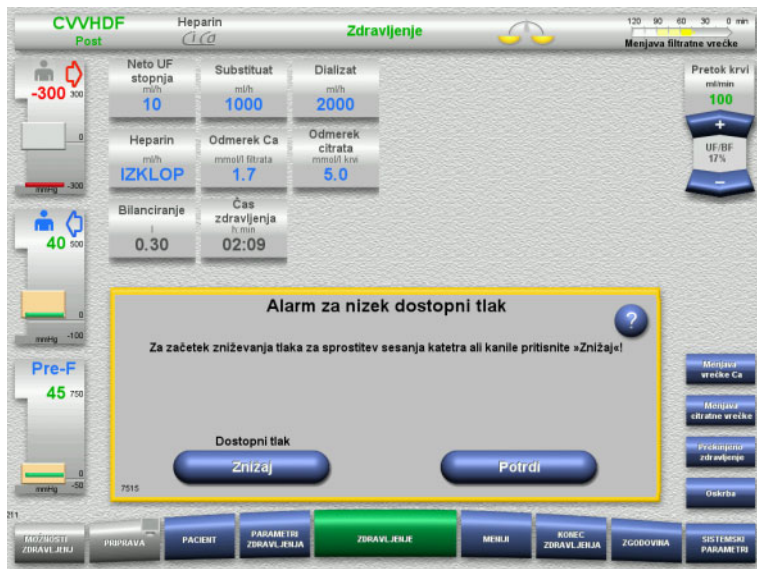 CVVHDF
Post
Heparin
CiCa
Zdravljenje
120 90 60 30 0 min
Menjava filtratne vrečke
-300 300
0
-300
mmHg
Neto UF
stopnja
ml/h
10
Substituat
ml/h
1000
Dializat
ml/h
2000
Pretok krvi
ml/min
100
+
UF/BF
17%
–
Heparin
ml/h
IZKLOP
Odmerek Ca
mmol/l filtrata
1.7
Odmerek
citrata
mmol/l krvi
5.0
Bilanciranje
l
0.30
Čas
zdravljenja
h:min
02:09
40 500
0
mmHg -100
Alarm za nizek dostopni tlak
?
Za začetek zniževanja tlaka za sprostitev sesanja katetra ali kanile pritisnite »Znižaj«!
Dostopni tlak
Znižaj
Potrdi
7515
Pre-F
45 750
0
mmHg -50
Menjava
vrečke Ca
Menjava
citratne vrečke
Prekinjeno
zdravljenje
Oskrba
211
MOŽNOSTI
ZDRAVLJENJ
PRIPRAVA
PACIENT
PARAMETRI
ZDRAVLJENJA
ZDRAVLJENJE
MENIJI
KONEC
ZDRAVLJENJA
ZGODOVINA
SISTEMSKI
PARAMETRI